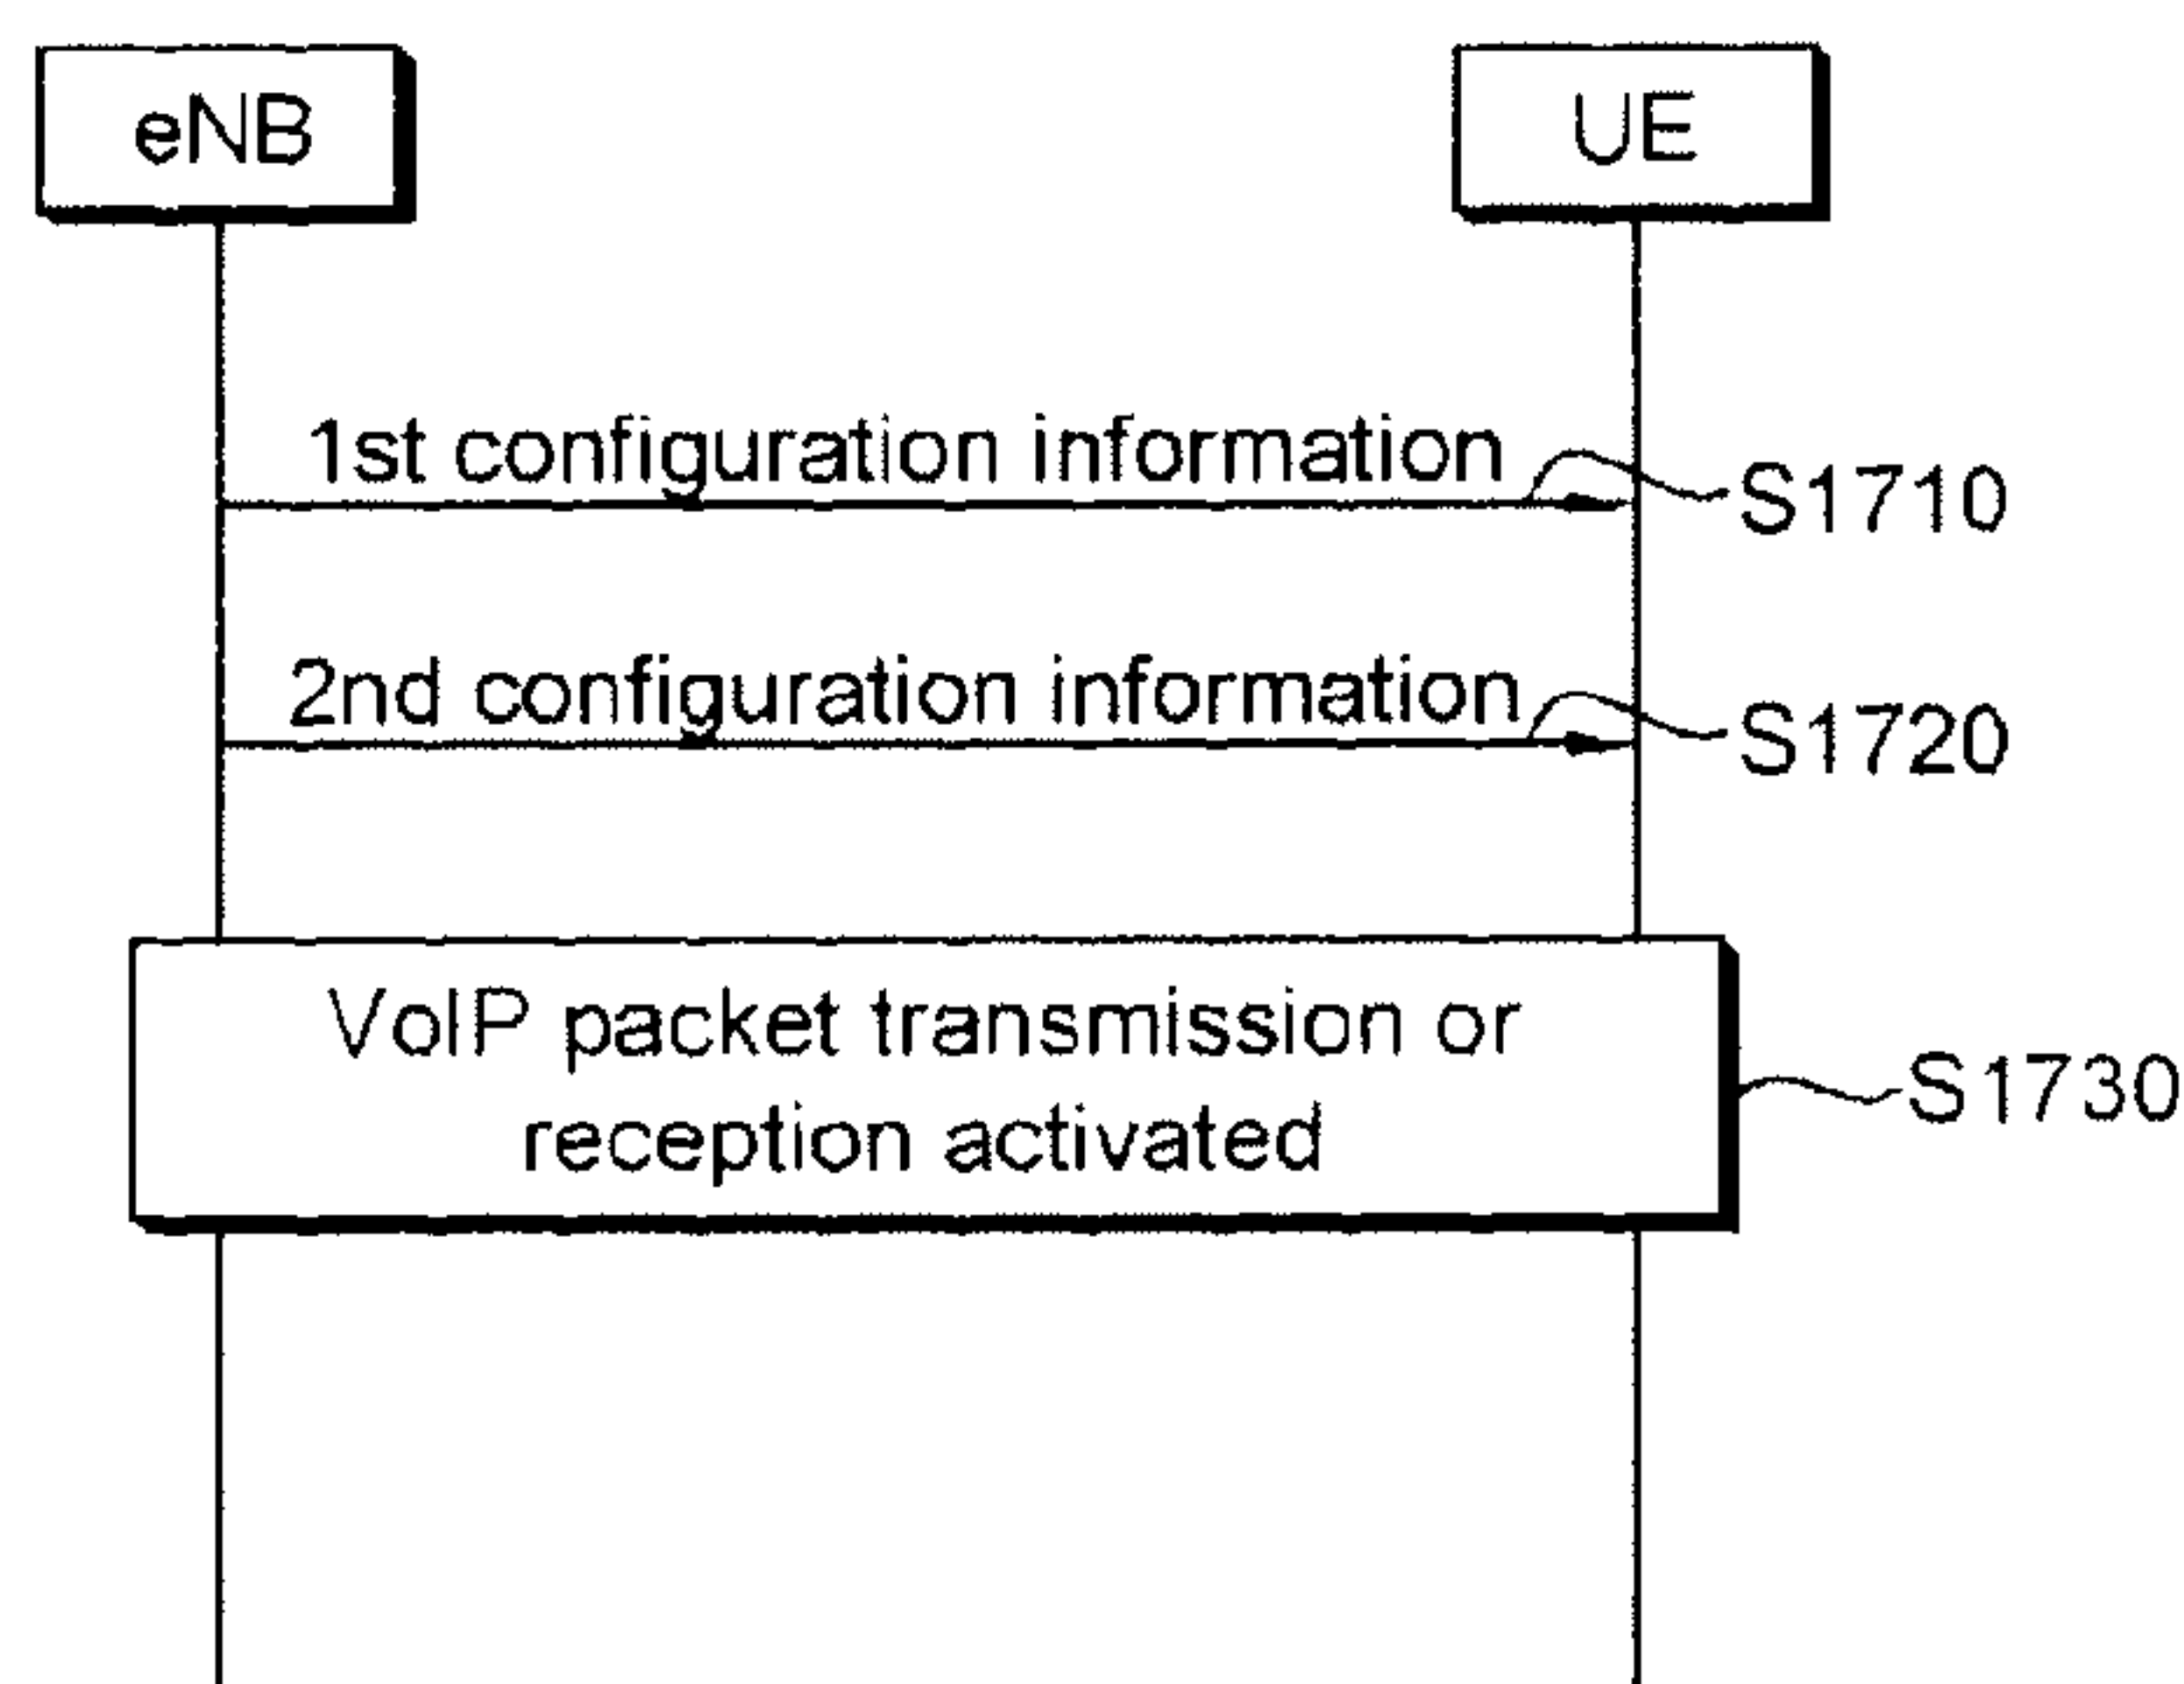 eNB
UE
1st configuration information
S1710
2nd configuration information
S1720
VoIP packet transmission or
reception activated
S1730